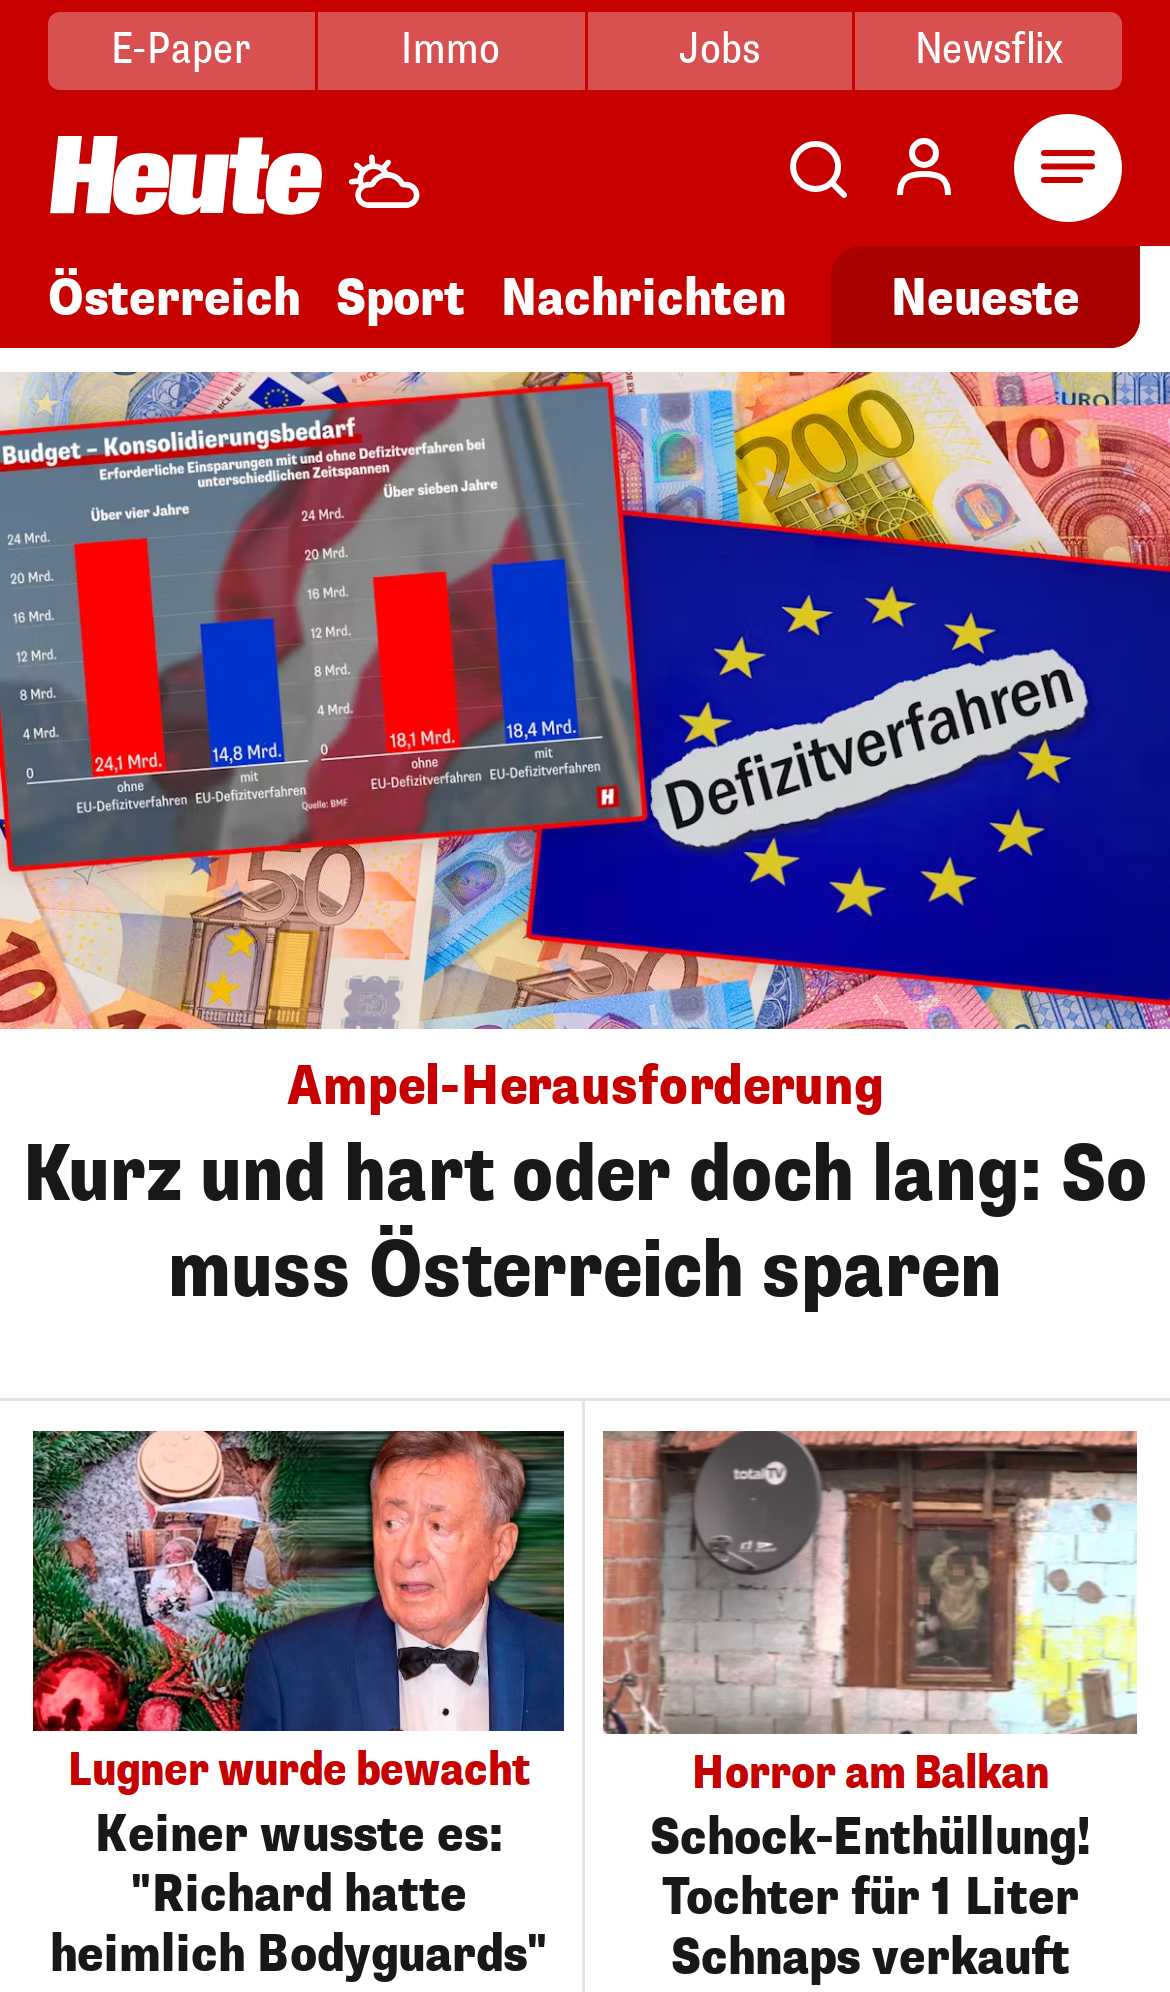 E-Paper
Immo
Jobs
Newsflix
Heute
Österreich
Sport
Nachrichten
Neueste
Budget – Konsolidierungsbedarf
Erforderliche Einsparungen mit und ohne Defizitverfahren bei
unterschiedlichen Zeitspannen
Über vier Jahre
24 Mrd.
20 Mrd.
16 Mrd.
12 Mrd.
8 Mrd.
4 Mrd.
0
24,1 Mrd.
14,8 Mrd.
ohne
EU-Defizitverfahren
mit
EU-Defizitverfahren
Über sieben Jahre
24 Mrd.
20 Mrd.
16 Mrd.
12 Mrd.
8 Mrd.
4 Mrd.
0
18,1 Mrd.
18,4 Mrd.
ohne
EU-Defizitverfahren
mit
EU-Defizitverfahren
Quelle: BMF
H
200
10
EURO
Defizitverfahren
50
10
50
Ampel-Herausforderung
Kurz und hart oder doch lang: So
muss Österreich sparen
Lugner wurde bewacht
Keiner wusste es:
"Richard hatte
heimlich Bodyguards"
totalTV
Horror am Balkan
Schock-Enthüllung!
Tochter für 1 Liter
Schnaps verkauft